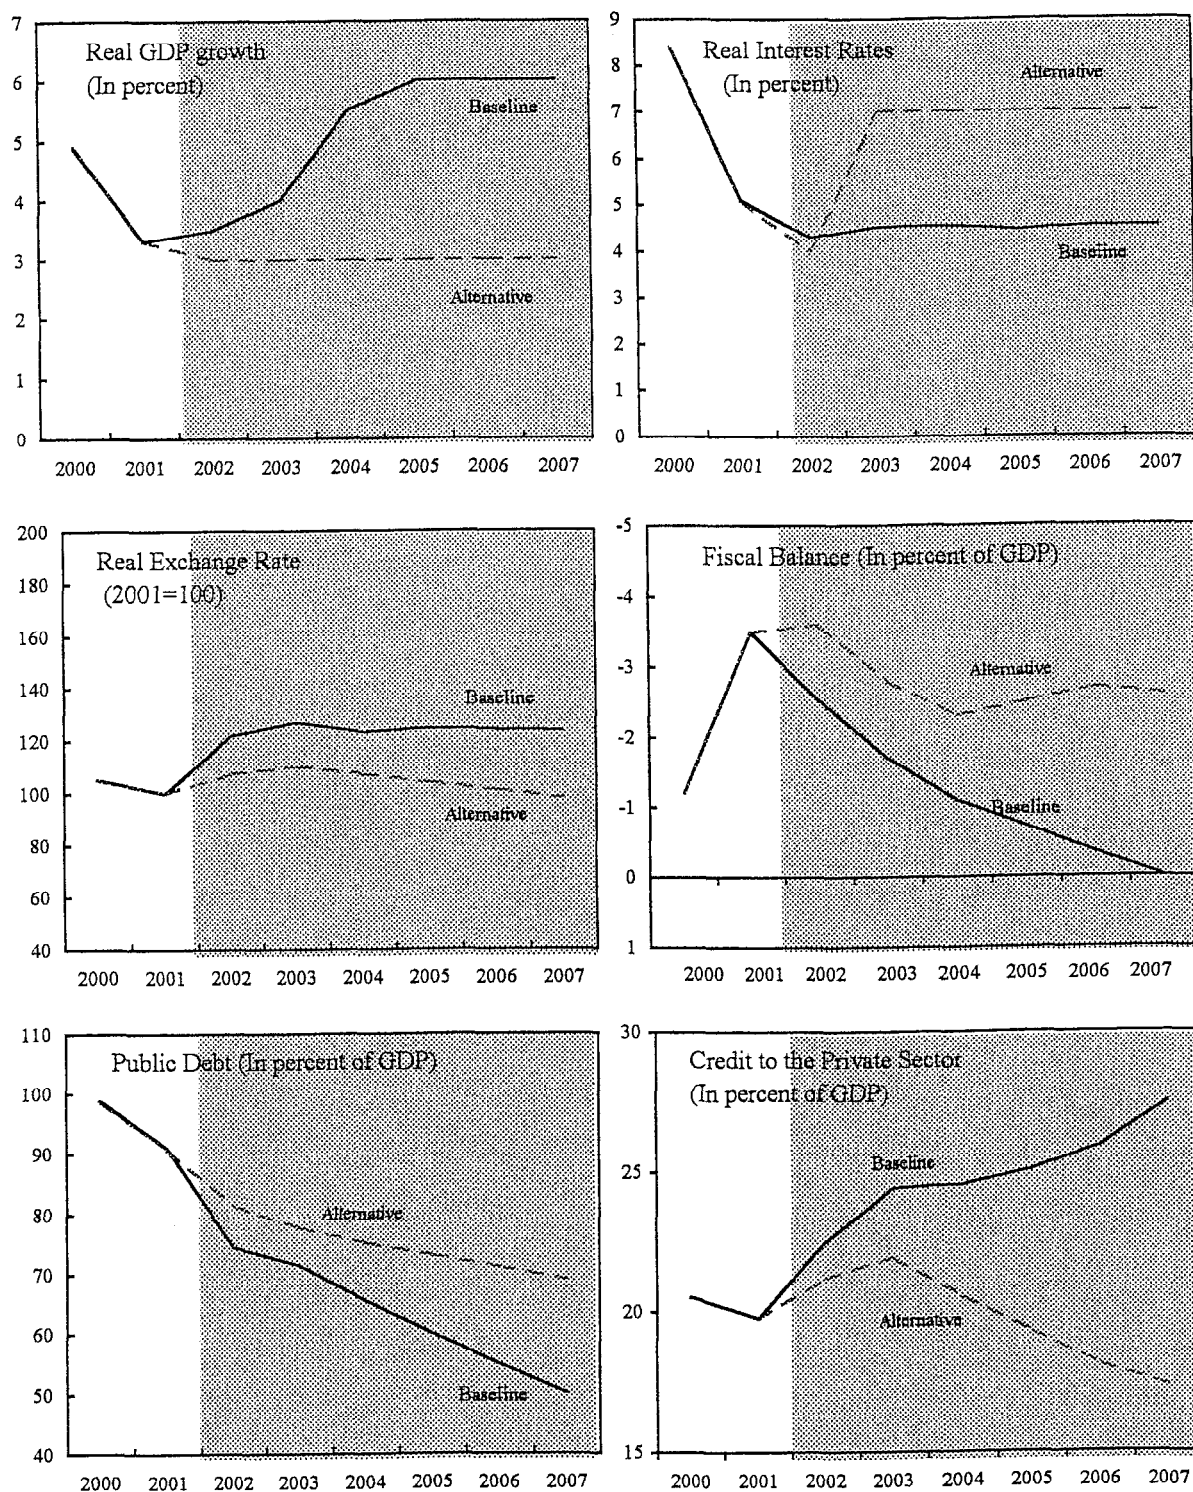 Real GDP growth
(In percent)
7
6
5
4
3
2
1
0
Baseline
Alternative
2000 2001 2002 2003 2004 2005 2006 2007
Real Interest Rates
(In percent)
9
8
7
6
5
4
3
2
1
0
Alternative
Baseline
2000 2001 2002 2003 2004 2005 2006 2007
Real Exchange Rate
(2001=100)
200
180
160
140
120
100
80
60
40
Baseline
Alternative
2000 2001 2002 2003 2004 2005 2006 2007
Fiscal Balance (In percent of GDP)
-5
-4
-3
-2
-1
0
1
Alternative
Baseline
2000 2001 2002 2003 2004 2005 2006 2007
Public Debt (In percent of GDP)
110
100
90
80
70
60
50
40
Alternative
Baseline
2000 2001 2002 2003 2004 2005 2006 2007
Credit to the Private Sector
(In percent of GDP)
30
25
20
15
Baseline
Alternative
2000 2001 2002 2003 2004 2005 2006 2007